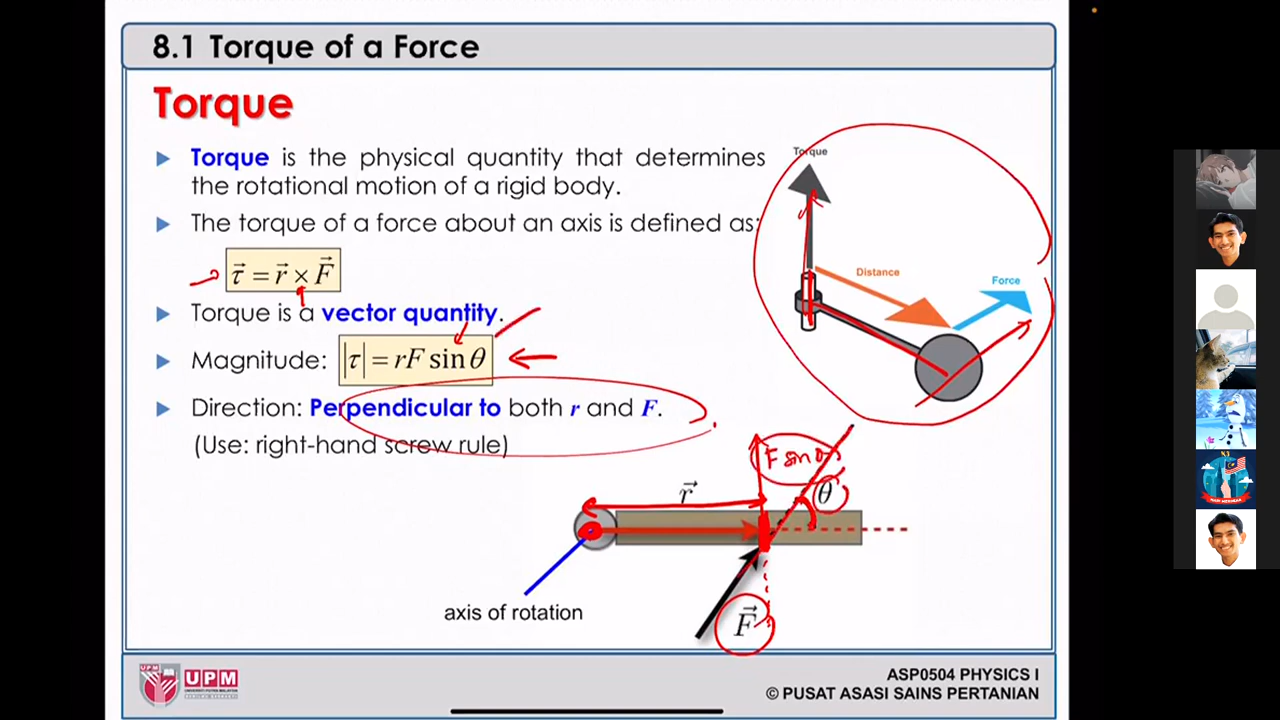 8.1 Torque of a Force
Torque
Torque is the physical quantity that determines
the rotational motion of a rigid body.
The torque of a force about an axis is defined as:
τ⃗ = r⃗ × F⃗
Torque is a vector quantity.
Magnitude: |τ| = rF sin θ
Direction: Perpendicular to both r and F.
(Use: right-hand screw rule)
Torque
Distance
Force
F sin θ
r⃗
θ
axis of rotation
F⃗
UPM
UPM
ASP0504 PHYSICS I
© PUSAT ASASI SAINS PERTANIAN